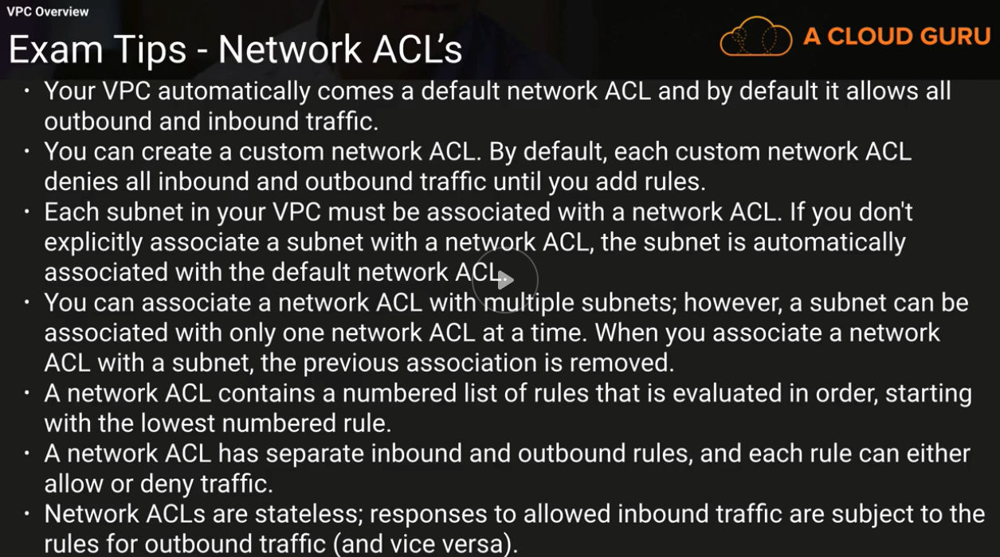 VPC Overview
Exam Tips - Network ACL's
A CLOUD GURU
• Your VPC automatically comes a default network ACL and by default it allows all
outbound and inbound traffic.
• You can create a custom network ACL. By default, each custom network ACL
denies all inbound and outbound traffic until you add rules.
• Each subnet in your VPC must be associated with a network ACL. If you don't
explicitly associate a subnet with a network ACL, the subnet is automatically
associated with the default network ACL.
• You can associate a network ACL with multiple subnets; however, a subnet can be
associated with only one network ACL at a time. When you associate a network
ACL with a subnet, the previous association is removed.
• A network ACL contains a numbered list of rules that is evaluated in order, starting
with the lowest numbered rule.
• A network ACL has separate inbound and outbound rules, and each rule can either
allow or deny traffic.
• Network ACLs are stateless; responses to allowed inbound traffic are subject to the
rules for outbound traffic (and vice versa).